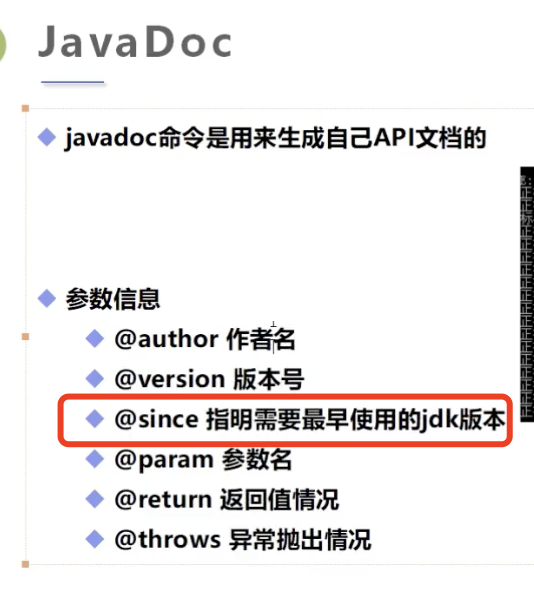 JavaDoc
javadoc命令是用来生成自己API文档的
参数信息
@author 作者名
@version 版本号
@since 指明需要最早使用的jdk版本
@param 参数名
@return 返回值情况
@throws 异常抛出情况